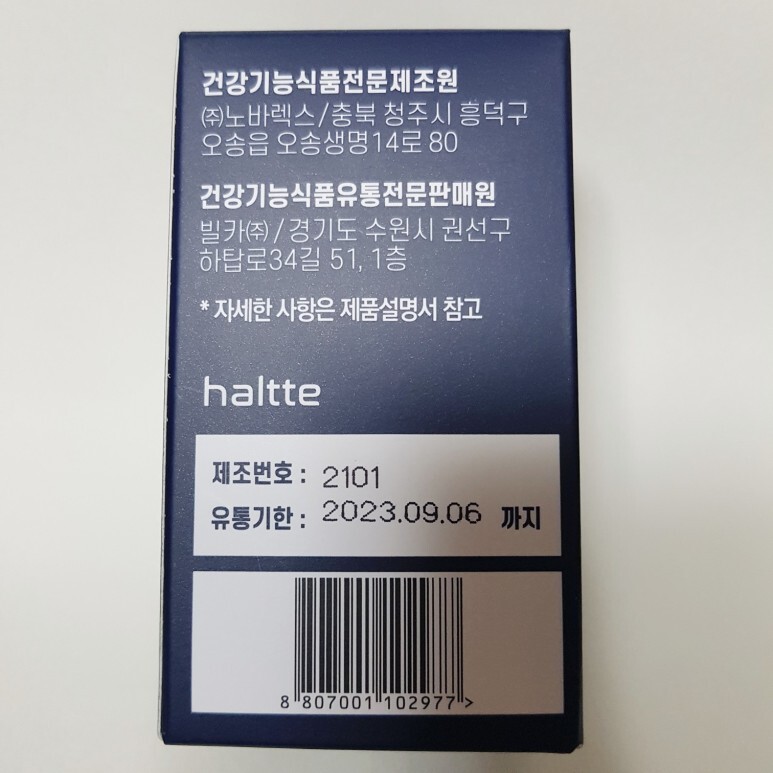 건강기능식품전문제조원
㈜노바렉스/충북 청주시 흥덕구
오송읍 오송생명14로 80
건강기능식품유통전문판매원
빌카㈜/경기도 수원시 권선구
하탑로34길 51, 1층
* 자세한 사항은 제품설명서 참고
haltte
제조번호 : 2101
유통기한 : 2023.09.06 까지
8 807001 102977 >